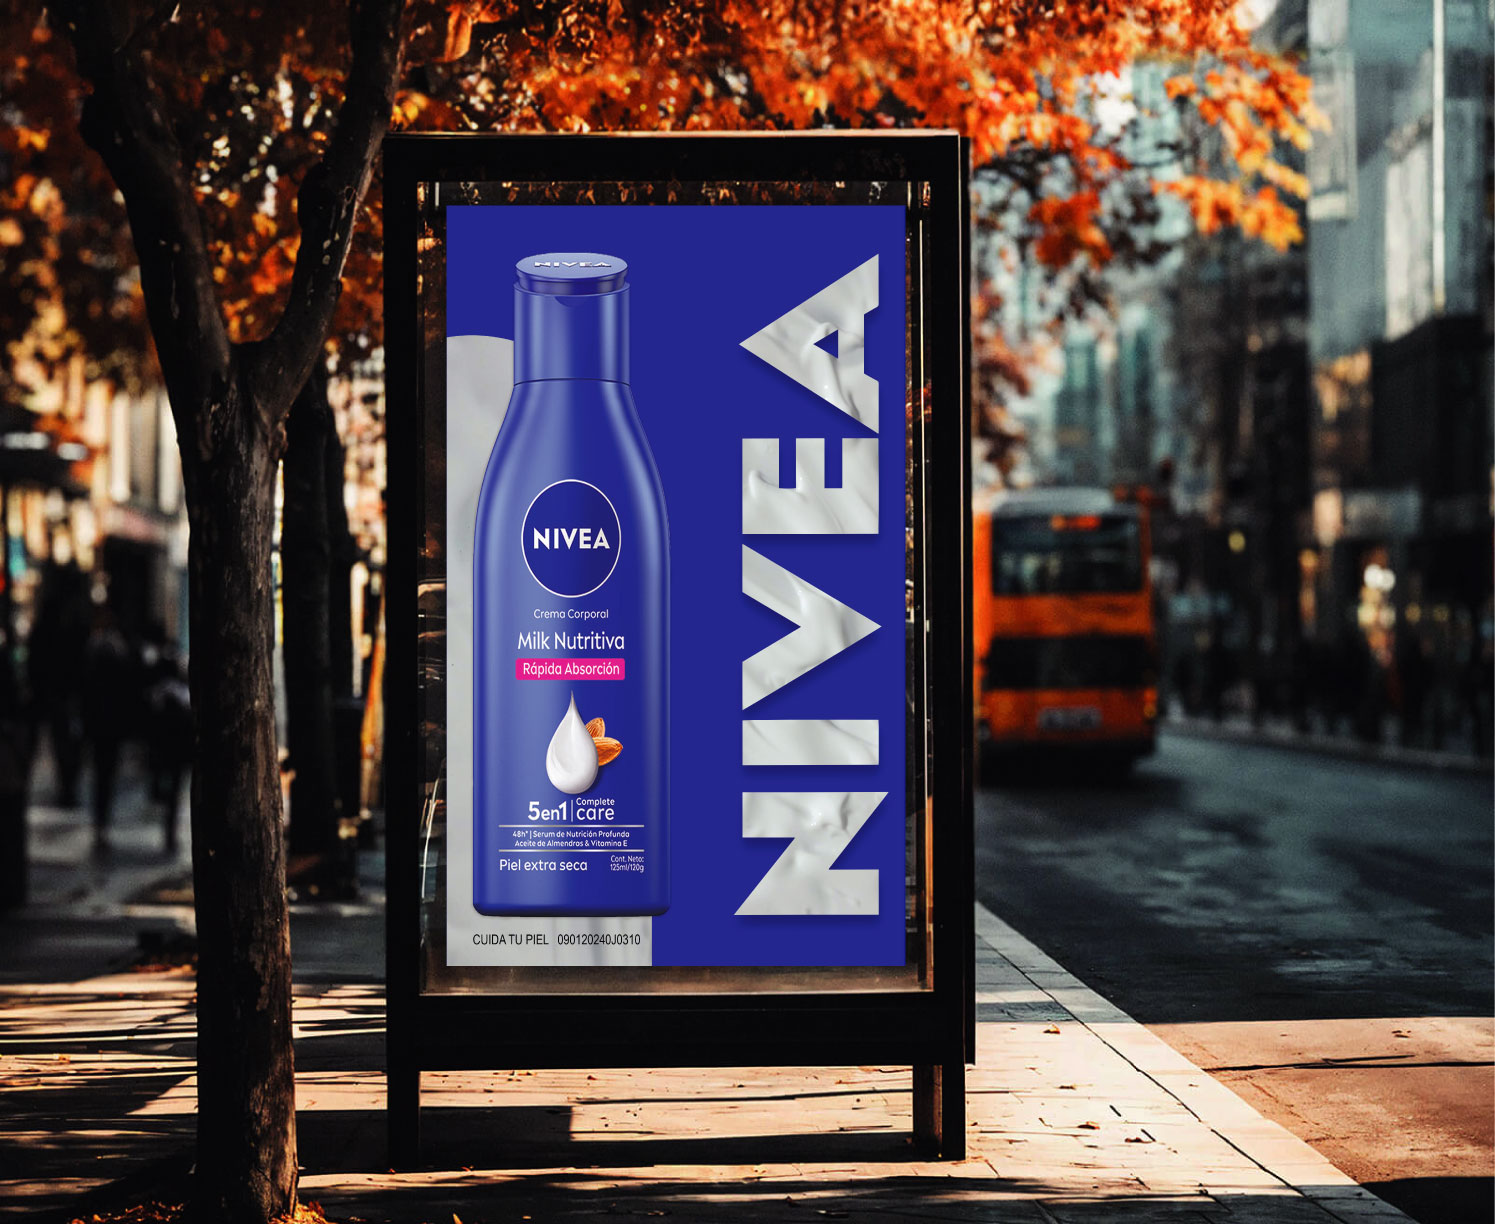 NIVEA
NIVEA
Crema Corporal
Milk Nutritiva
Rápida Absorción
5en1 | Complete care
48h* | Serum de Nutrición Profunda
Aceite de Almendras & Vitamina E
Piel extra seca
Cont. Neto:
125ml/120g
CUIDA TU PIEL 090120240J0310
NIVEA